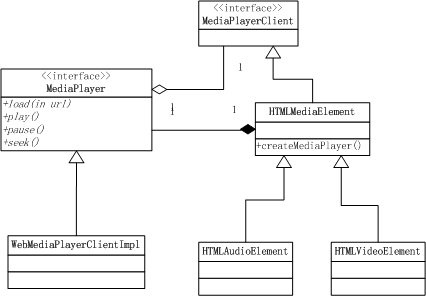 <<interface>>
MediaPlayerClient
1
<<interface>>
MediaPlayer
+load(in url)
+play()
+pause()
+seek()
1
1
HTMLMediaElement
+createMediaPlayer()
WebMediaPlayerClientImpl
HTMLAudioElement
HTMLVideoElement